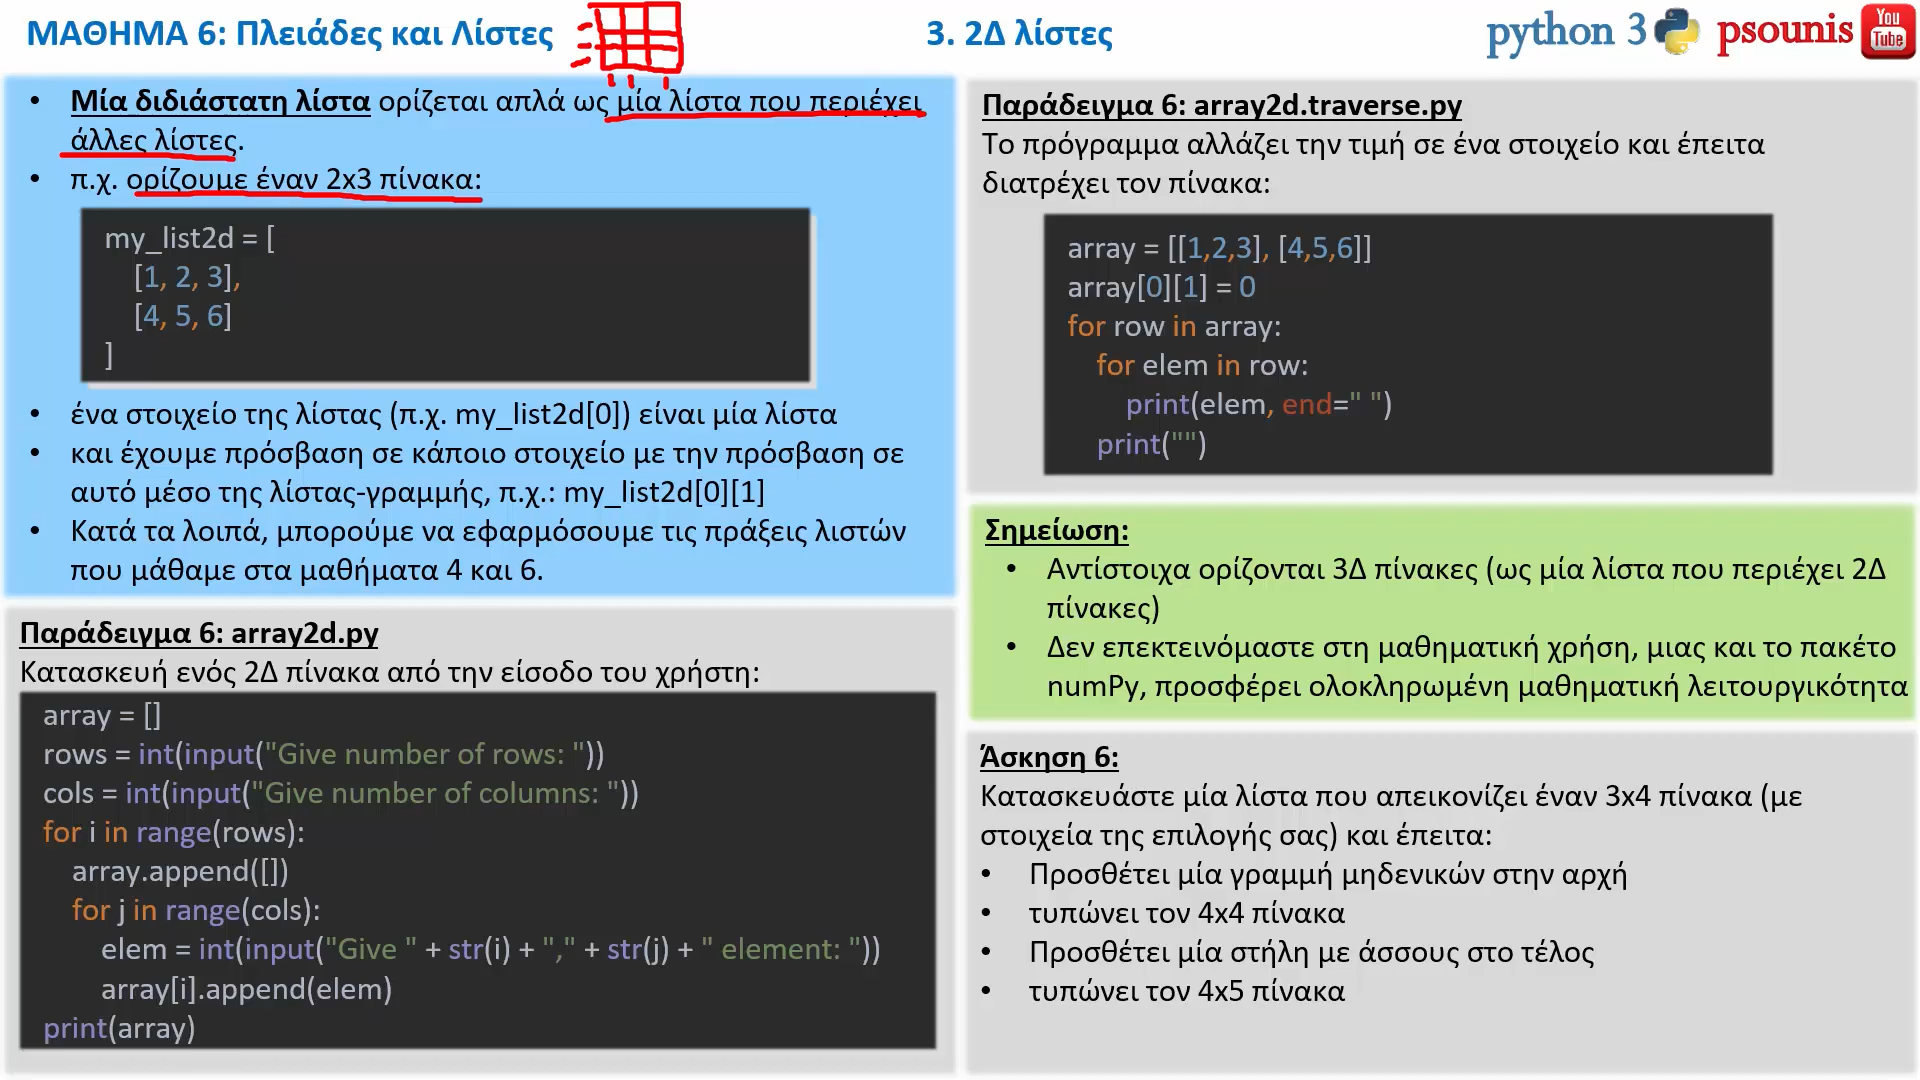 ΜΑΘΗΜΑ 6: Πλειάδες και Λίστες
3. 2Δ λίστες
python 3
psounis
You
Tube
• Μία διδιάστατη λίστα ορίζεται απλά ως μία λίστα που περιέχει
άλλες λίστες.
• π.χ. ορίζουμε έναν 2x3 πίνακα:
my_list2d = [
[1, 2, 3],
[4, 5, 6]
]
• ένα στοιχείο της λίστας (π.χ. my_list2d[0]) είναι μία λίστα
• και έχουμε πρόσβαση σε κάποιο στοιχείο με την πρόσβαση σε
αυτό μέσο της λίστας-γραμμής, π.χ.: my_list2d[0][1]
• Κατά τα λοιπά, μπορούμε να εφαρμόσουμε τις πράξεις λιστών
που μάθαμε στα μαθήματα 4 και 6.
Παράδειγμα 6: array2d.py
Κατασκευή ενός 2Δ πίνακα από την είσοδο του χρήστη:
array = []
rows = int(input("Give number of rows: "))
cols = int(input("Give number of columns: "))
for i in range(rows):
array.append([])
for j in range(cols):
elem = int(input("Give " + str(i) + "," + str(j) + " element: "))
array[i].append(elem)
print(array)
Παράδειγμα 6: array2d.traverse.py
Το πρόγραμμα αλλάζει την τιμή σε ένα στοιχείο και έπειτα
διατρέχει τον πίνακα:
array = [[1,2,3], [4,5,6]]
array[0][1] = 0
for row in array:
for elem in row:
print(elem, end=" ")
print("")
Σημείωση:
• Αντίστοιχα ορίζονται 3Δ πίνακες (ως μία λίστα που περιέχει 2Δ
πίνακες)
• Δεν επεκτεινόμαστε στη μαθηματική χρήση, μιας και το πακέτο
numPy, προσφέρει ολοκληρωμένη μαθηματική λειτουργικότητα
Άσκηση 6:
Κατασκευάστε μία λίστα που απεικονίζει έναν 3x4 πίνακα (με
στοιχεία της επιλογής σας) και έπειτα:
• Προσθέτει μία γραμμή μηδενικών στην αρχή
• τυπώνει τον 4x4 πίνακα
• Προσθέτει μία στήλη με άσσους στο τέλος
• τυπώνει τον 4x5 πίνακα